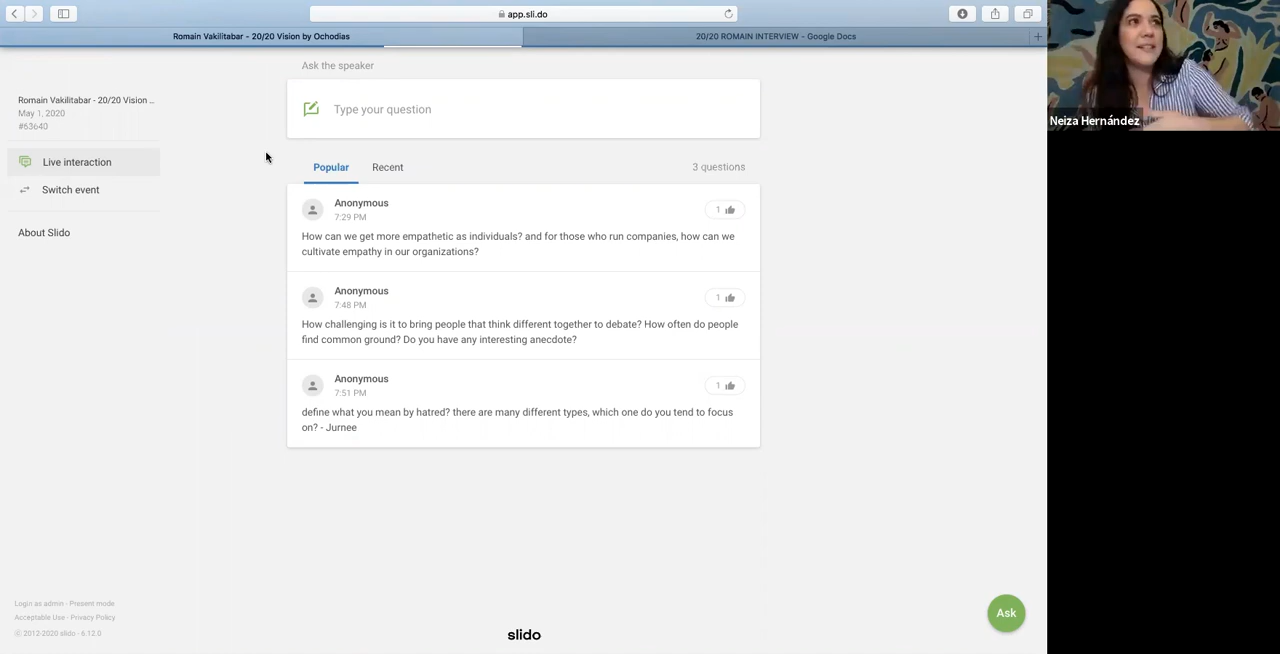 app.sli.do
Romain Vakilitabar - 20/20 Vision by Ochodias
20/20 ROMAIN INTERVIEW - Google Docs
Neiza Hernández
Romain Vakilitabar - 20/20 Vision ...
May 1, 2020
#63640
Live interaction
Switch event
About Slido
Ask the speaker
Type your question
Popular
Recent
3 questions
Anonymous
7:29 PM
1
How can we get more empathetic as individuals? and for those who run companies, how can we
cultivate empathy in our organizations?
Anonymous
7:48 PM
1
How challenging is it to bring people that think different together to debate? How often do people
find common ground? Do you have any interesting anecdote?
Anonymous
7:51 PM
1
define what you mean by hatred? there are many different types, which one do you tend to focus
on? - Jurnee
Login as admin - Present mode
Acceptable Use - Privacy Policy
© 2012-2020 slido - 6.12.0
slido
Ask